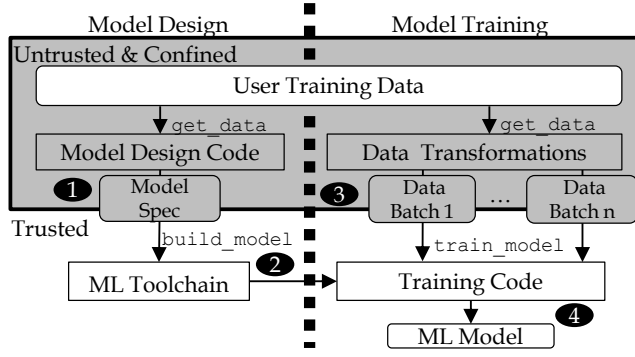 Model Design
Model Training
Untrusted & Confined
User Training Data
get_data
get_data
Model Design Code
Data Transformations
1
Model
Spec
3
Data
Batch 1
...
Data
Batch n
Trusted
build_model
train_model
2
ML Toolchain
Training Code
4
ML Model